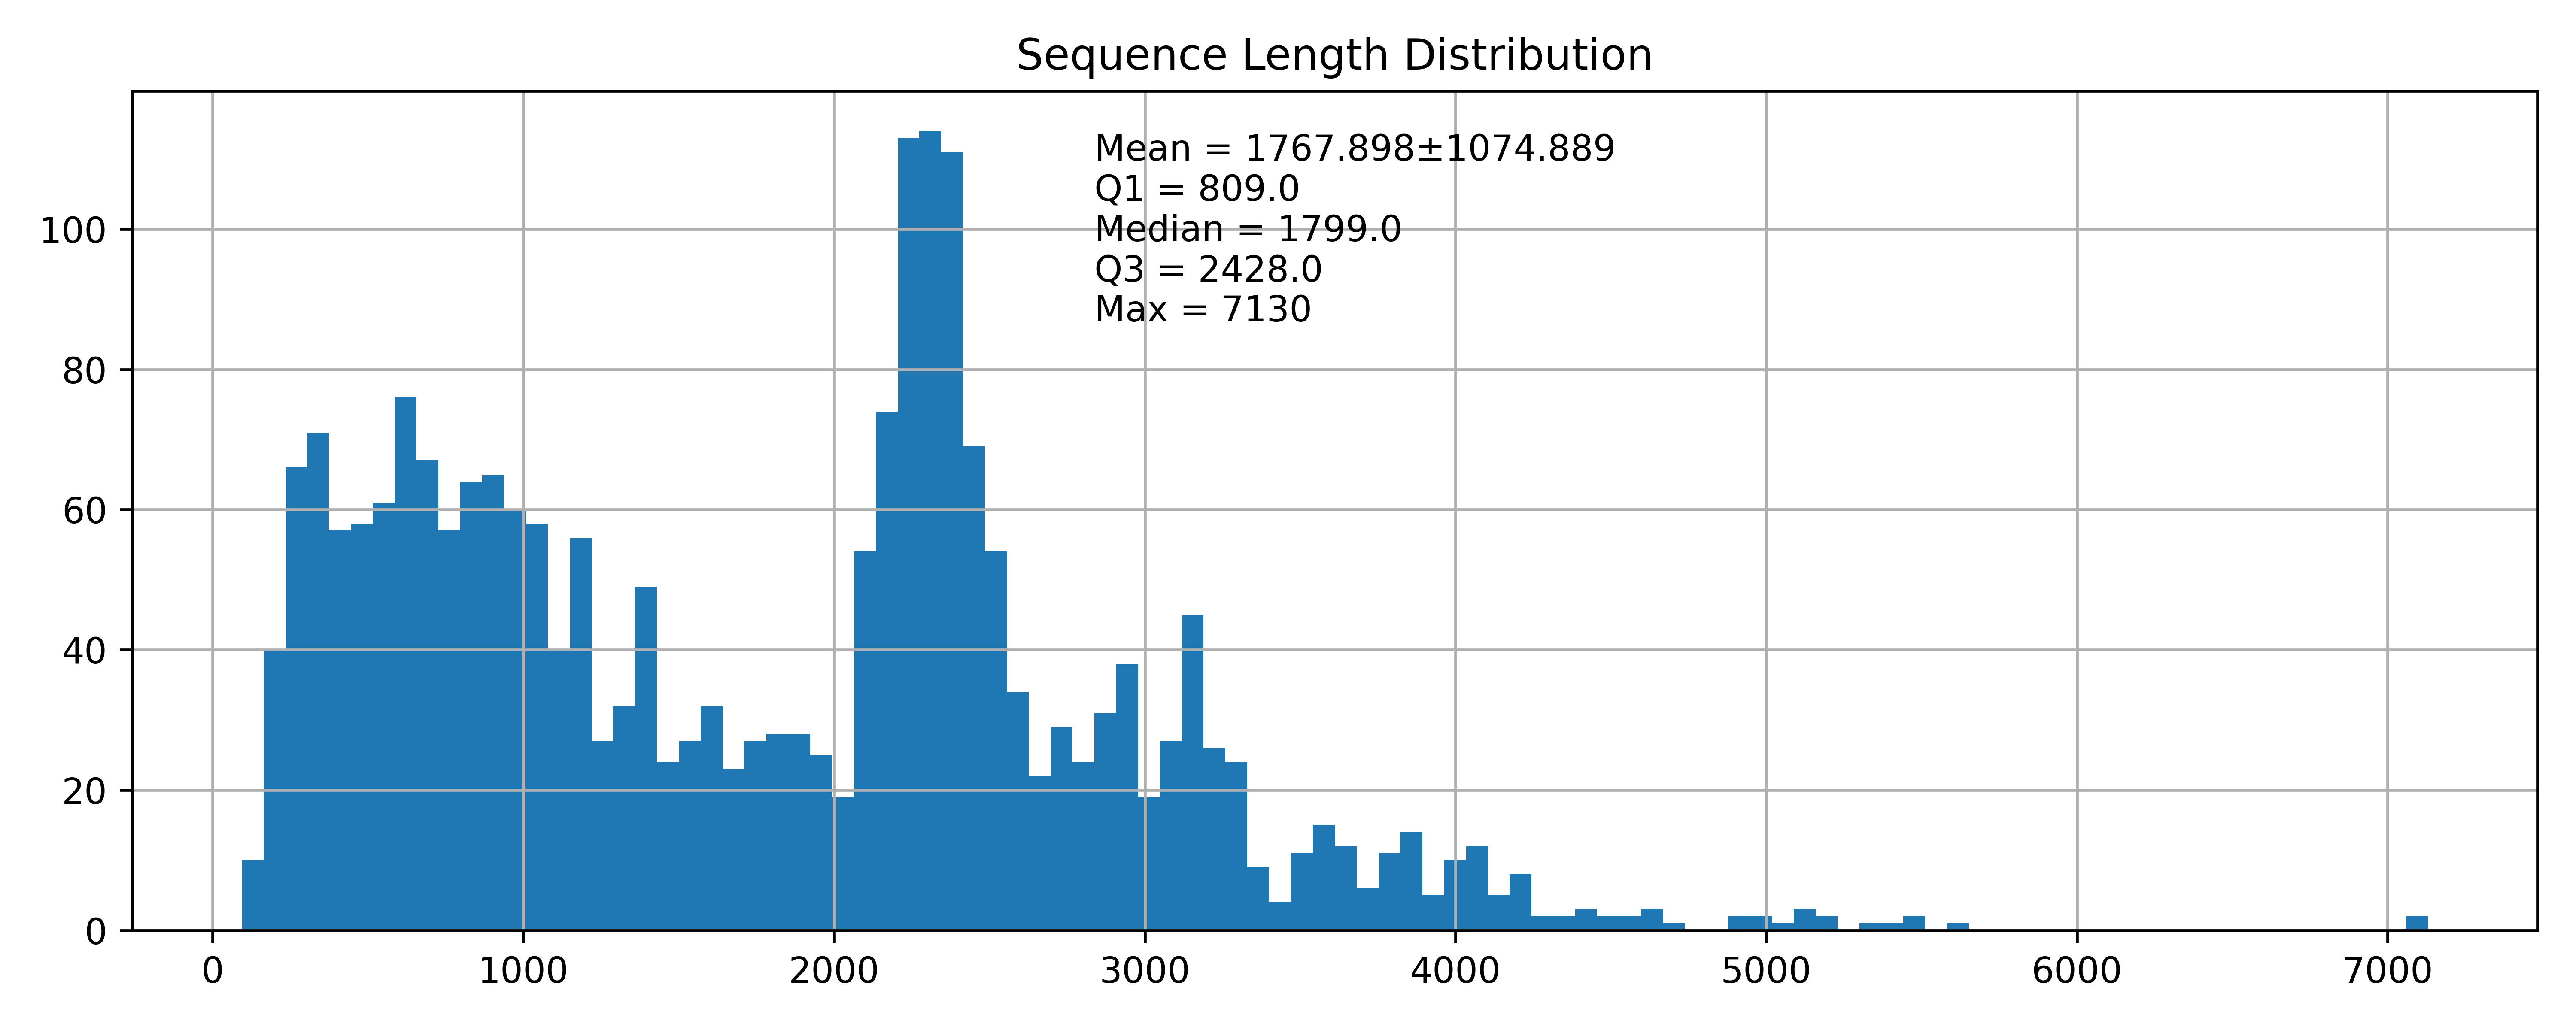 Sequence Length Distribution
Mean = 1767.898±1074.889
Q1 = 809.0
Median = 1799.0
Q3 = 2428.0
Max = 7130
100
80
60
40
20
0
0 1000 2000 3000 4000 5000 6000 7000